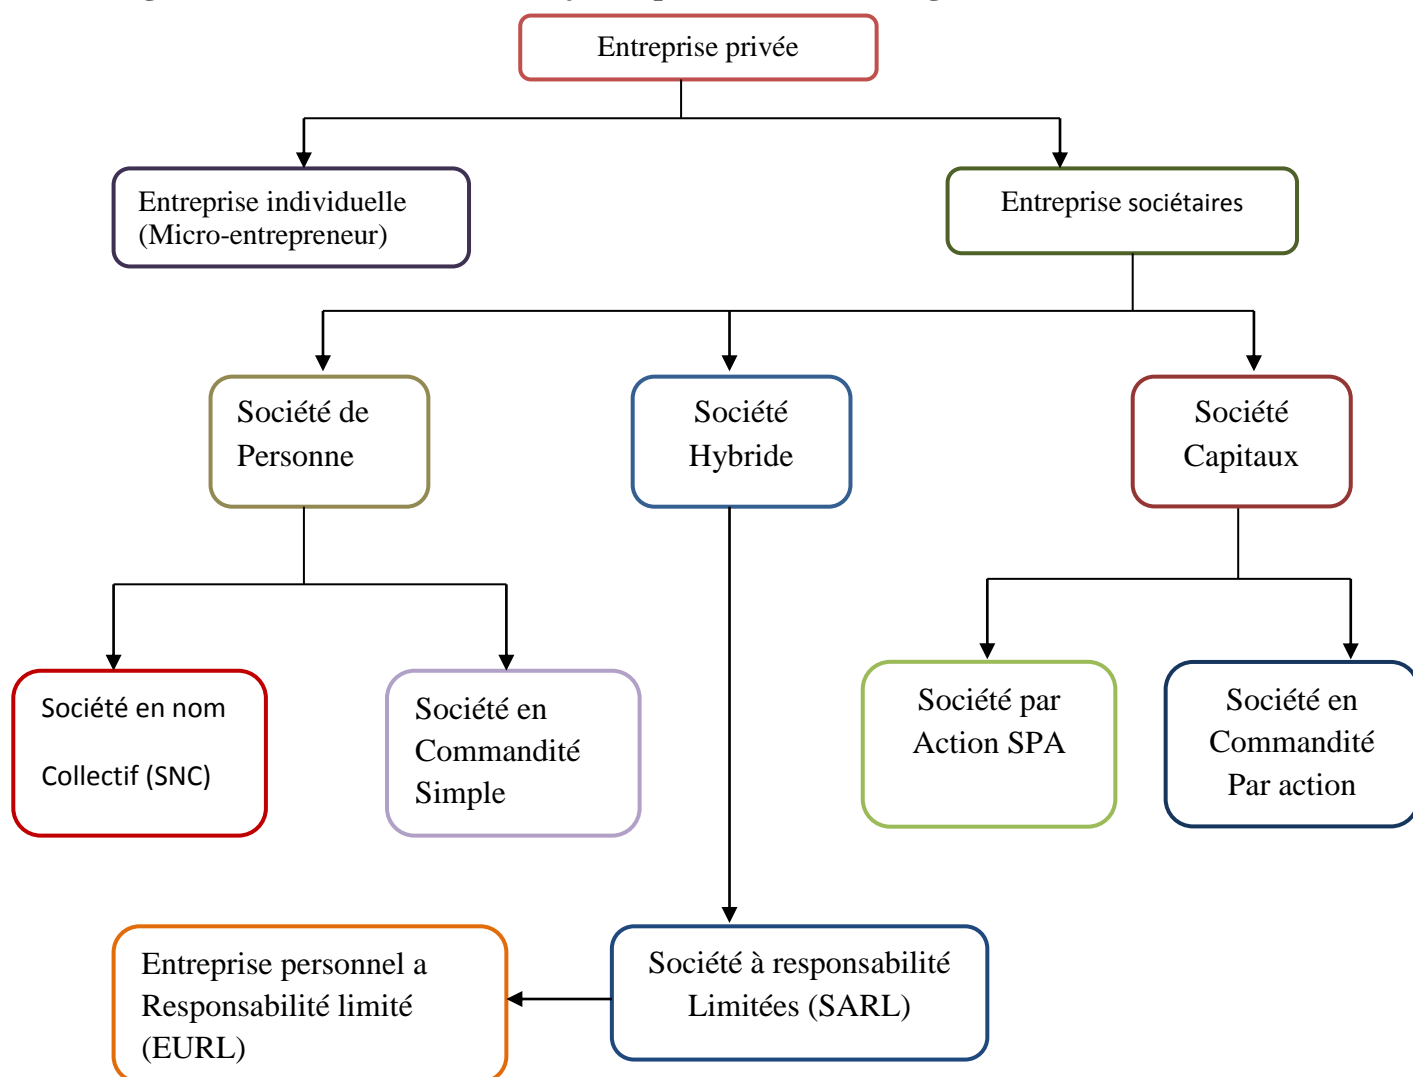 Entreprise privée
Entreprise individuelle
(Micro-entrepreneur)
Entreprise sociétaires
Société de
Personne
Société
Hybride
Société
Capitaux
Société en nom
Collectif (SNC)
Société en
Commandité
Simple
Société par
Action SPA
Société en
Commandité
Par action
Entreprise personnel a
Responsabilité limité
(EURL)
Société à responsabilité
Limitées (SARL)